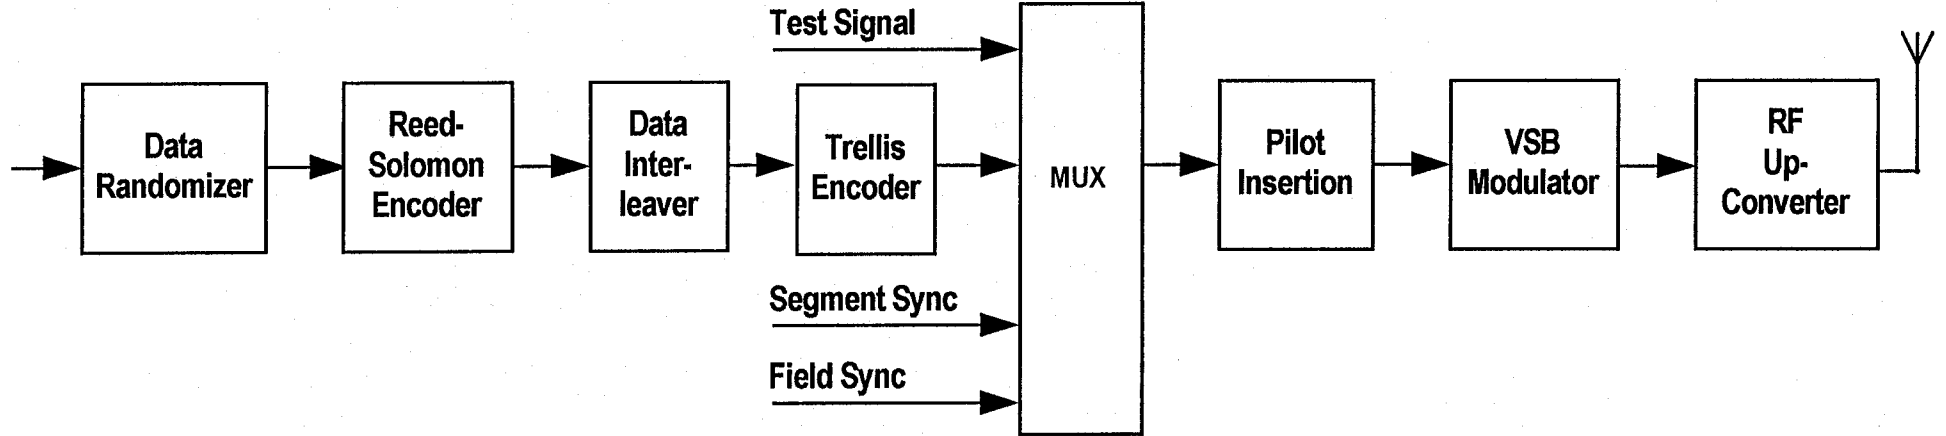 Test Signal
Data
Randomizer
Reed-
Solomon
Encoder
Data
Inter-
leaver
Trellis
Encoder
MUX
Pilot
Insertion
VSB
Modulator
RF
Up-
Converter
Segment Sync
Field Sync